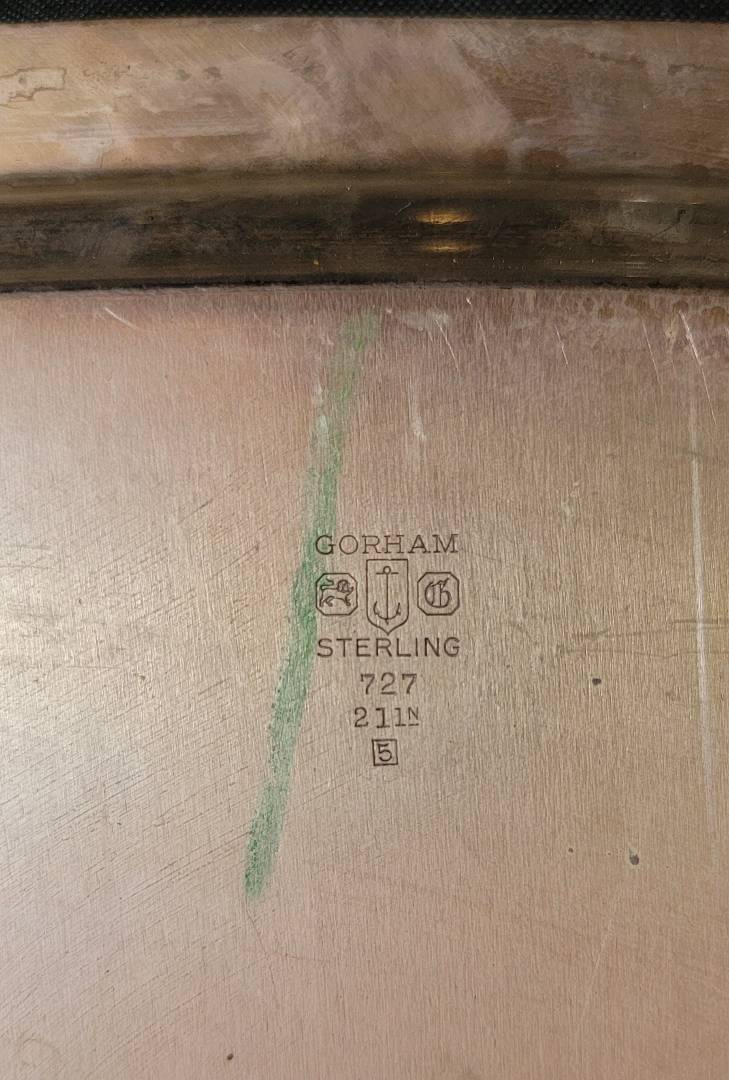 GORHAM
G
STERLING
727
211N
5